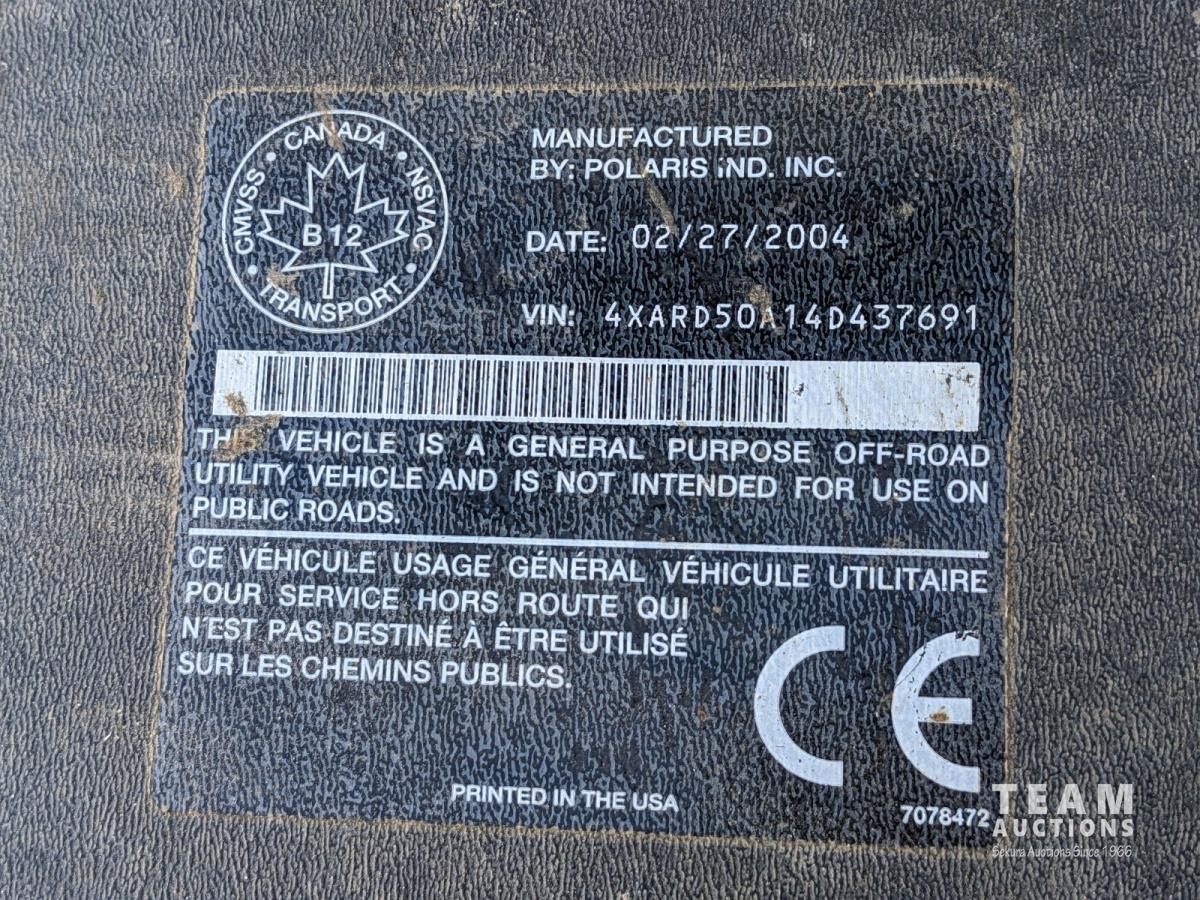 CANADA
CMVSS
NSVAC
B12
TRANSPORT
MANUFACTURED
BY: POLARIS IND. INC.
DATE: 02/27/2004
VIN: 4XARD50A14D437691
THIS VEHICLE IS A GENERAL PURPOSE OFF-ROAD
UTILITY VEHICLE AND IS NOT INTENDED FOR USE ON
PUBLIC ROADS.
CE VÉHICULE USAGE GÉNÉRAL VÉHICULE UTILITAIRE
POUR SERVICE HORS ROUTE QUI
N'EST PAS DESTINÉ À ÊTRE UTILISÉ
SUR LES CHEMINS PUBLICS.
CE
PRINTED IN THE USA
7078472
TEAM
AUCTIONS
Sekura Auctions Since 1966